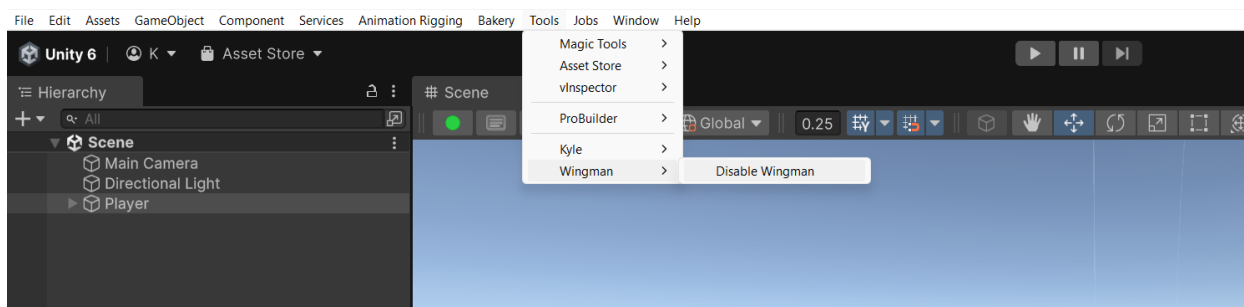 File Edit Assets GameObject Component Services Animation Rigging Bakery Tools Jobs Window Help
Unity 6 K Asset Store
Magic Tools
Asset Store
vInspector
ProBuilder
Kyle
Wingman
Disable Wingman
Hierarchy
All
Scene
Main Camera
Directional Light
Player
# Scene
Global 0.25